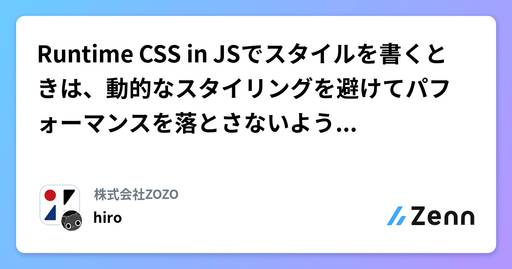 Runtime CSS in JSでスタイルを書くと
きは、動的なスタイリングを避けてパフ
ォーマンスを落とさないよう...
株式会社ZOZO
hiro
Zenn